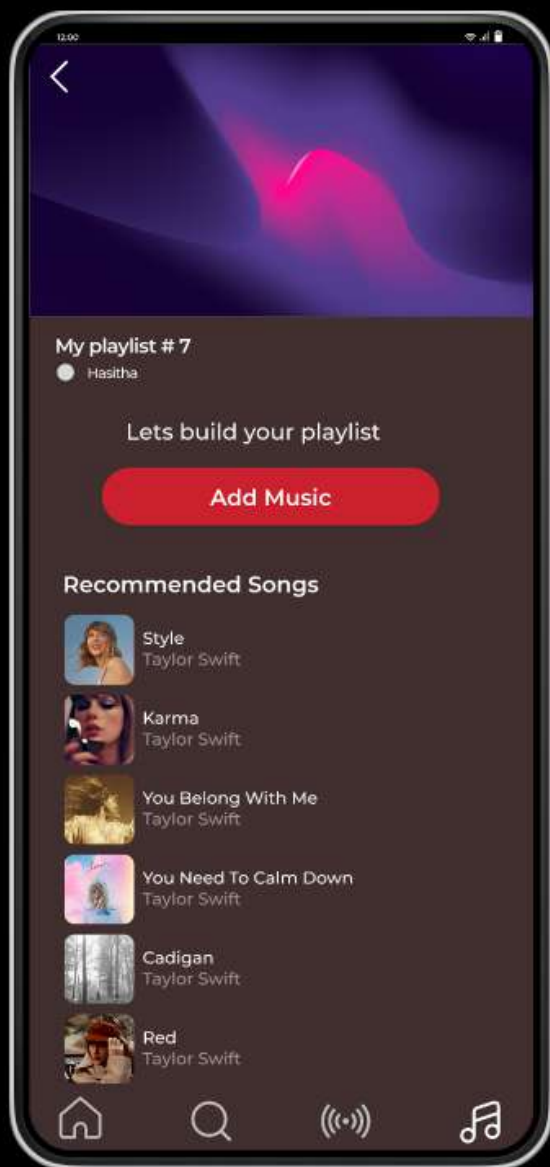 12:00
My playlist # 7
Hasitha
Lets build your playlist
Add Music
Recommended Songs
Style
Taylor Swift
Karma
Taylor Swift
You Belong With Me
Taylor Swift
You Need To Calm Down
Taylor Swift
Cadigan
Taylor Swift
Red
Taylor Swift